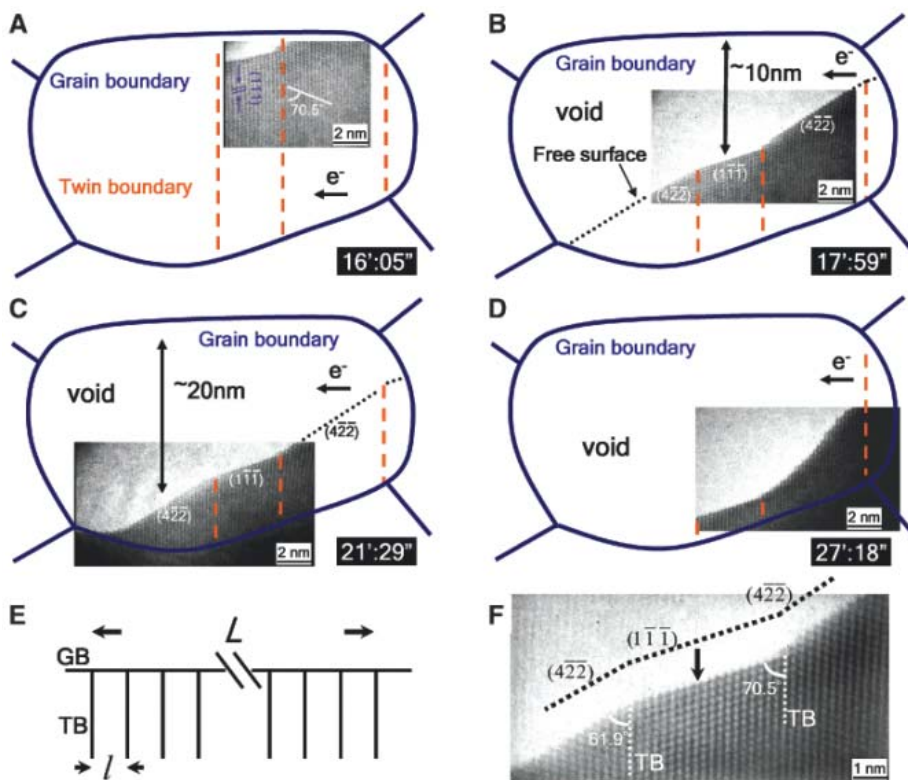 A
Grain boundary
(111)
70.5°
2 nm
Twin boundary
e⁻
16':05"
B
Grain boundary
~10nm
e⁻
void
(42̅2̅)
Free surface
(11̅1̅)
(42̅2̅)
2 nm
17':59"
C
Grain boundary
e⁻
void
~20nm
(42̅2̅)
(11̅1̅)
(42̅2̅)
2 nm
21':29"
D
Grain boundary
e⁻
void
2 nm
27':18"
E
L
GB
TB
l
F
(42̅2̅)
(11̅1̅)
(42̅2̅)
70.5°
TB
61.9°
TB
1 nm